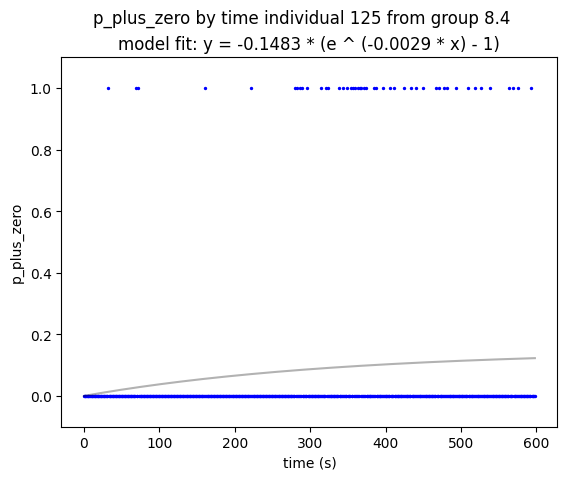 p_plus_zero by time individual 125 from group 8.4
model fit: y = -0.1483 * (e ^ (-0.0029 * x) - 1)
1.0
0.8
0.6
0.4
0.2
0.0
p_plus_zero
0 100 200 300 400 500 600
time (s)